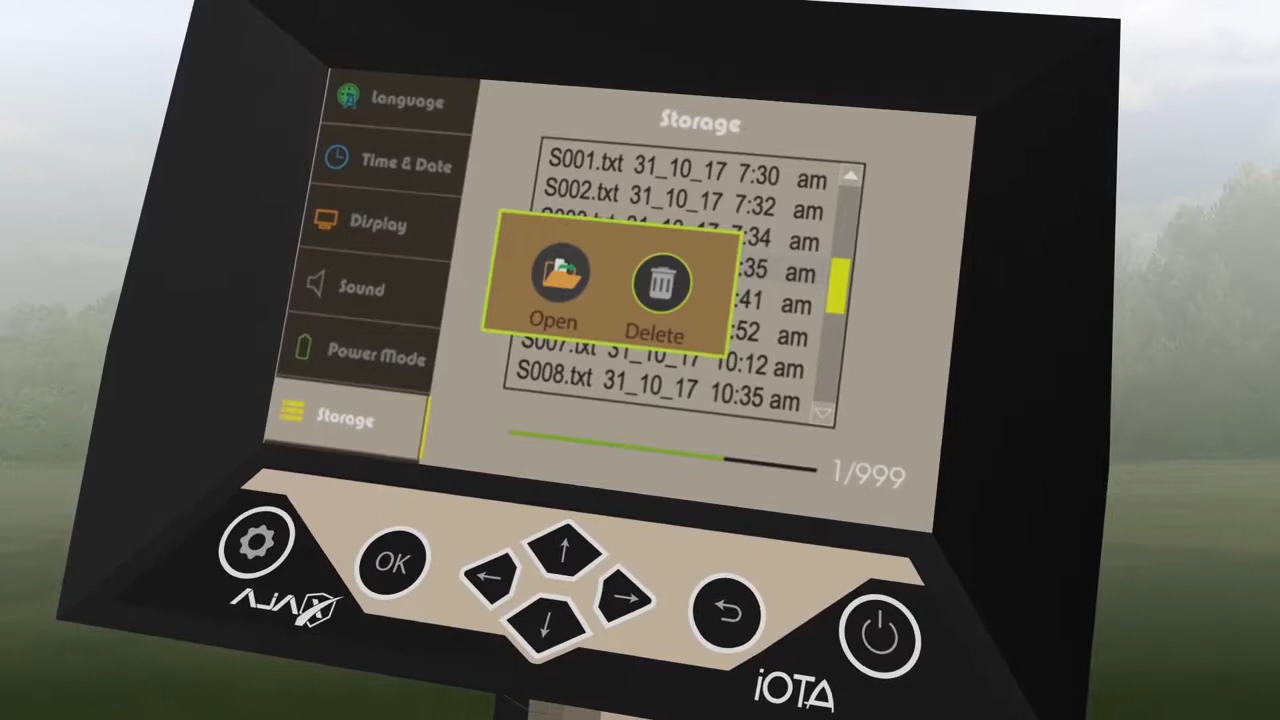 Language
Time & Date
Display
Sound
Power Mode
Storage
Storage
S001.txt 31_10_17 7:30 am
S002.txt 31_10_17 7:32 am
:34 am
:35 am
:41 am
:52 am
S007.txt 31_10_17 10:12 am
S008.txt 31_10_17 10:35 am
Open
Delete
1/999
OK
AJAX
iOTA